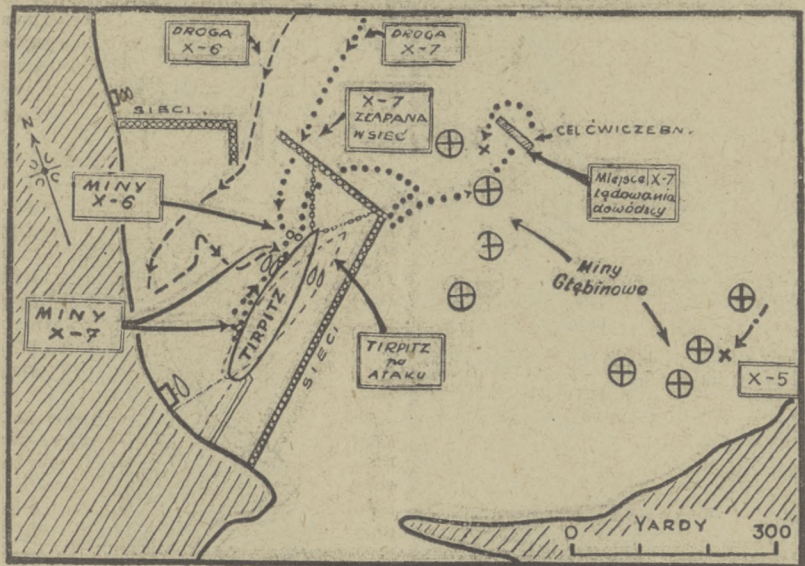 DROGA
X-6
DROGA
X-7
SIECI.
X-7
ZŁAPANA
W SIEĆ
CEL ĆWICZEBN.
N
MINY
X-6
Miejsce X-7
lądowania
dowódcy
Miny
Głębinowe
MINY
X-7
TIRPITZ
SIECI
TIRPITZ
po
ATAKU
X-5
YARDY
0
300